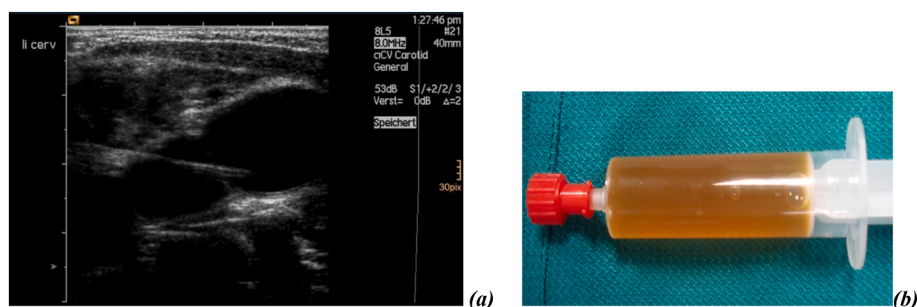 1:27:46 pm
li cerv
8L5 #21
8.0MHz 40mm
CV Carotid
General
53dB S1/+2/2/ 3
Verst= 0dB Δ=2
Speichert
30pix
(a)
(b)